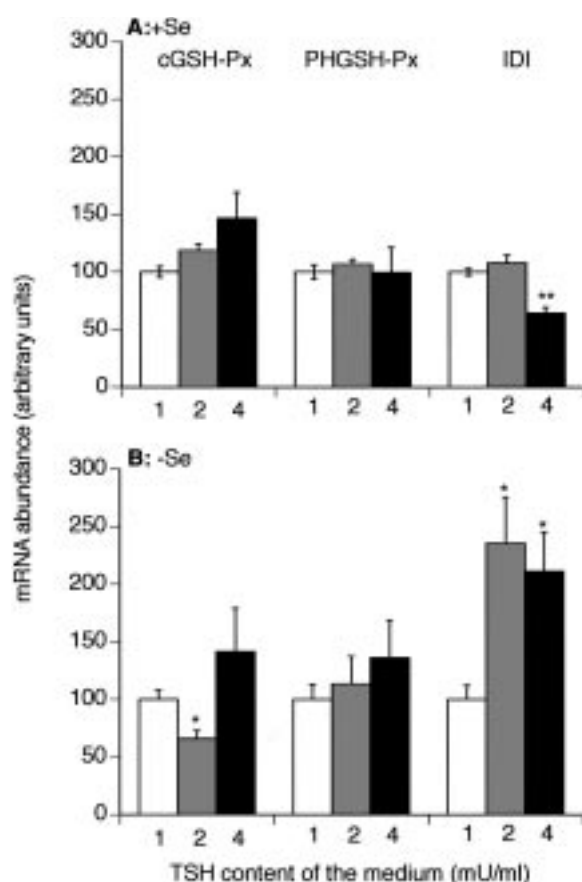 A:+Se
cGSH-Px PHGSH-Px IDI
300
250
200
150
100
50
0
**
1 2 4 1 2 4 1 2 4
B: -Se
300
250
200
150
100
50
0
* * *
1 2 4 1 2 4 1 2 4
mRNA abundance (arbitrary units)
TSH content of the medium (mU/ml)